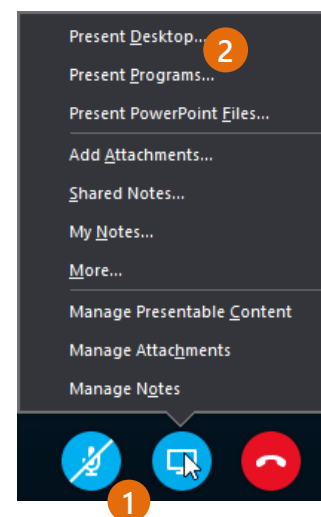 Present Desktop...
2
Present Programs...
Present PowerPoint Files...
Add Attachments...
Shared Notes...
My Notes...
More...
Manage Presentable Content
Manage Attachments
Manage Notes
1